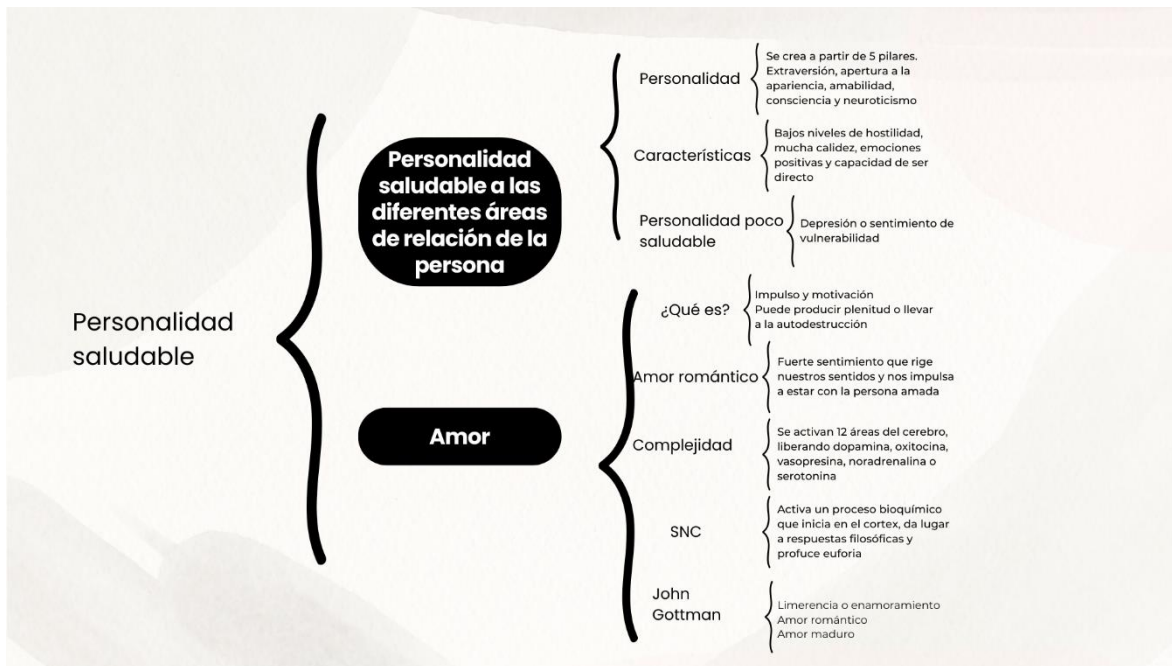 Personalidad
saludable
Personalidad
saludable a las
diferentes áreas
de relación de la
persona
Personalidad
Se crea a partir de 5 pilares.
Extraversión, apertura a la
apariencia, amabilidad,
consciencia y neuroticismo
Característícas
Bajos niveles de hostilidad,
mucha calidez, emociones
positivas y capacidad de ser
directo
Personalidad poco
saludable
Depresión o sentimiento de
vulnerabilidad
Amor
¿Qué es?
Impulso y motivación
Puede producir plenitud o llevar
a la autodestrucción
Amor romántico
Fuerte sentimiento que rige
nuestros sentidos y nos impulsa
a estar con la persona amada
Complejidad
Se activan 12 áreas del cerebro,
liberando dopamina, oxitocina,
vasopresina, noradrenalina o
serotonina
SNC
Activa un proceso bioquímico
que inicia en el cortex, da lugar
a respuestas filosóficas y
profuce euforia
John
Gottman
Limerencia o enamoramiento
Amor romántico
Amor maduro